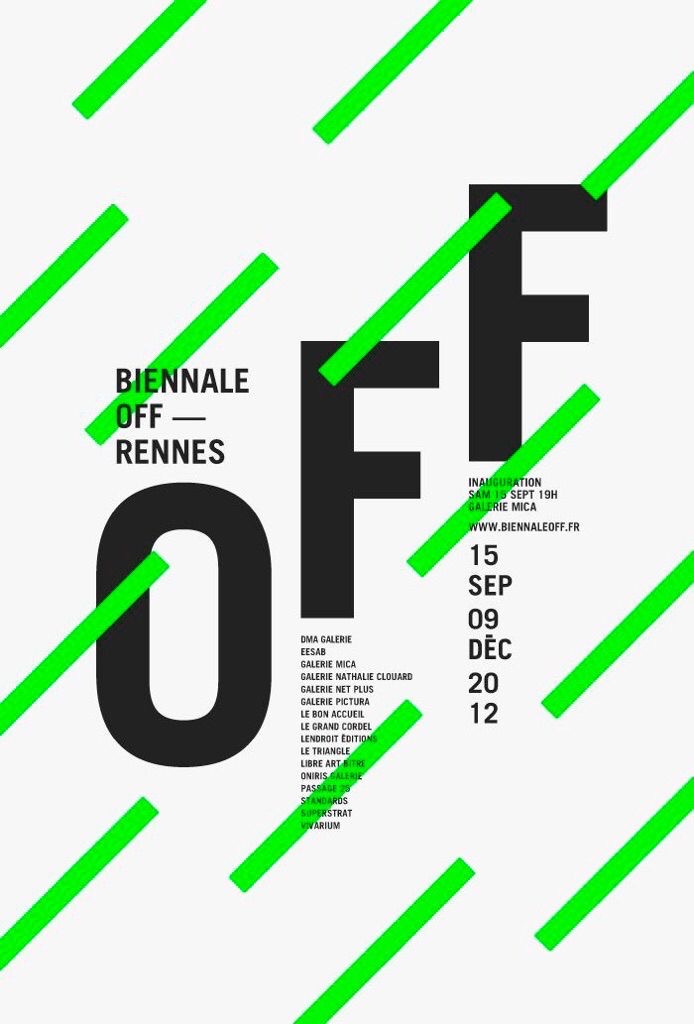 BIENNALE
OFF —
RENNES
OFF
INAUGURATION
SAM 15 SEPT 19H
GALERIE MICA
WWW.BIENNALEOFF.FR
15
SEP
09
DÉC
20
12
DMA GALERIE
EESAB
GALERIE MICA
GALERIE NATHALIE CLOUARD
GALERIE NET PLUS
GALERIE PICTURA
LE BON ACCUEIL
LE GRAND CORDEL
LENDROIT ÉDITIONS
LE TRIANGLE
LIBRE ART BITRE
ONIRIS GALERIE
PASSAGE 25
STANDARDS
SUPERSTRAT
VIVARIUM